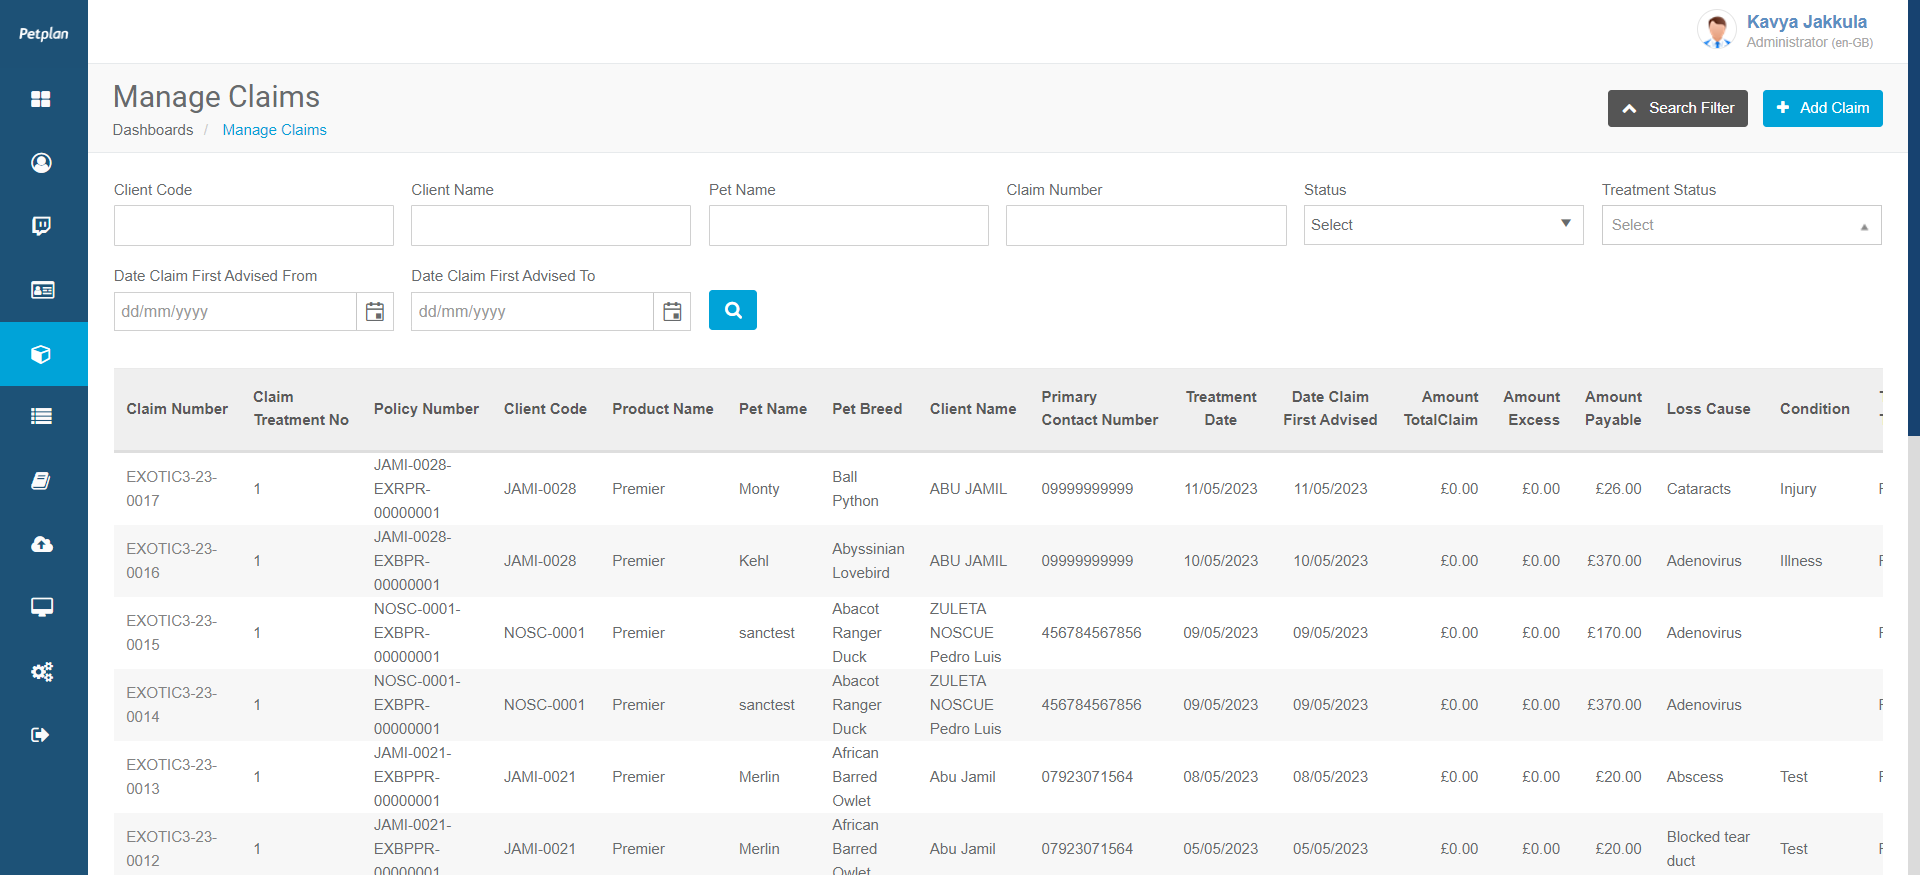 Petplan
Kavya Jakkula
Administrator (en-GB)
Manage Claims
Dashboards / Manage Claims
Search Filter
Add Claim
Client Code
Client Name
Pet Name
Claim Number
Status
Treatment Status
Select
Select
Date Claim First Advised From
Date Claim First Advised To
dd/mm/yyyy
dd/mm/yyyy
Claim Number
Claim
Treatment No
Policy Number
Client Code
Product Name
Pet Name
Pet Breed
Client Name
Primary
Contact Number
Treatment
Date
Date Claim
First Advised
Amount
TotalClaim
Amount
Excess
Amount
Payable
Loss Cause
Condition
EXOTIC3-23-
0017
1
JAMI-0028-
EXRPR-
00000001
JAMI-0028
Premier
Monty
Ball
Python
ABU JAMIL
09999999999
11/05/2023
11/05/2023
£0.00
£0.00
£26.00
Cataracts
Injury
EXOTIC3-23-
0016
1
JAMI-0028-
EXBPR-
00000001
JAMI-0028
Premier
Kehl
Abyssinian
Lovebird
ABU JAMIL
09999999999
10/05/2023
10/05/2023
£0.00
£0.00
£370.00
Adenovirus
Illness
EXOTIC3-23-
0015
1
NOSC-0001-
EXBPR-
00000001
NOSC-0001
Premier
sanctest
Abacot
Ranger
Duck
ZULETA
NOSCUE
Pedro Luis
456784567856
09/05/2023
09/05/2023
£0.00
£0.00
£170.00
Adenovirus
EXOTIC3-23-
0014
1
NOSC-0001-
EXBPR-
00000001
NOSC-0001
Premier
sanctest
Abacot
Ranger
Duck
ZULETA
NOSCUE
Pedro Luis
456784567856
09/05/2023
09/05/2023
£0.00
£0.00
£370.00
Adenovirus
EXOTIC3-23-
0013
1
JAMI-0021-
EXBPPR-
00000001
JAMI-0021
Premier
Merlin
African
Barred
Owlet
Abu Jamil
07923071564
08/05/2023
08/05/2023
£0.00
£0.00
£20.00
Abscess
Test
EXOTIC3-23-
0012
1
JAMI-0021-
EXBPPR-
00000001
JAMI-0021
Premier
Merlin
African
Barred
Owlet
Abu Jamil
07923071564
05/05/2023
05/05/2023
£0.00
£0.00
£20.00
Blocked tear
duct
Test